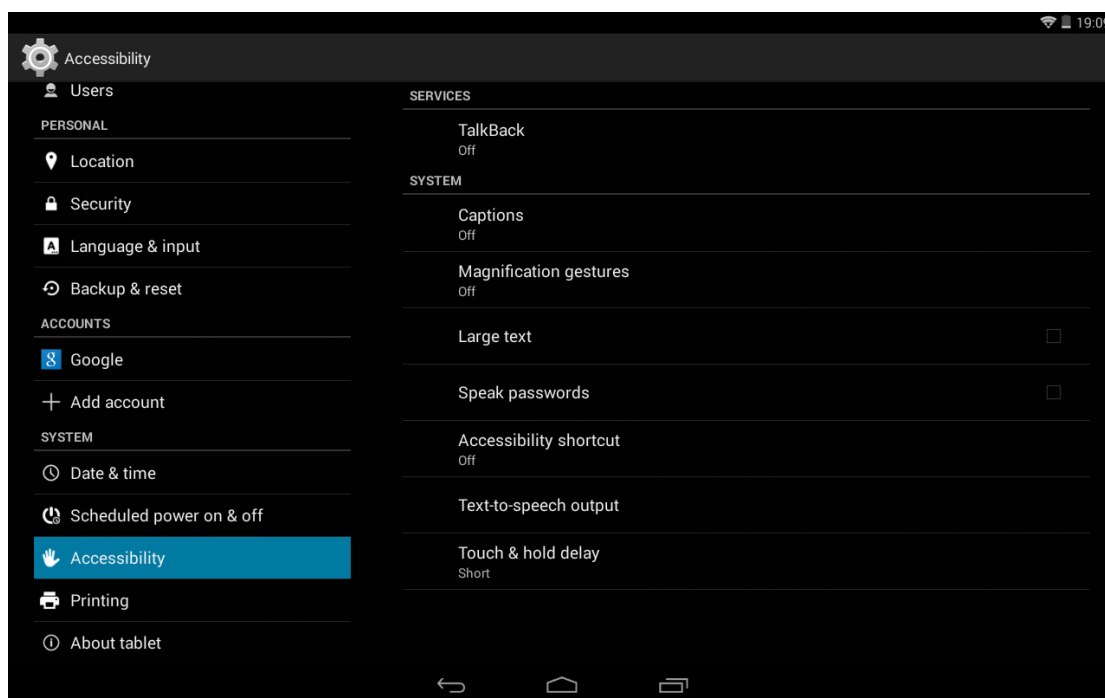 19:09
Accessibility
Users
PERSONAL
Location
Security
Language & input
Backup & reset
ACCOUNTS
Google
Add account
SYSTEM
Date & time
Scheduled power on & off
Accessibility
Printing
About tablet
SERVICES
TalkBack
Off
SYSTEM
Captions
Off
Magnification gestures
Off
Large text
Speak passwords
Accessibility shortcut
Off
Text-to-speech output
Touch & hold delay
Short